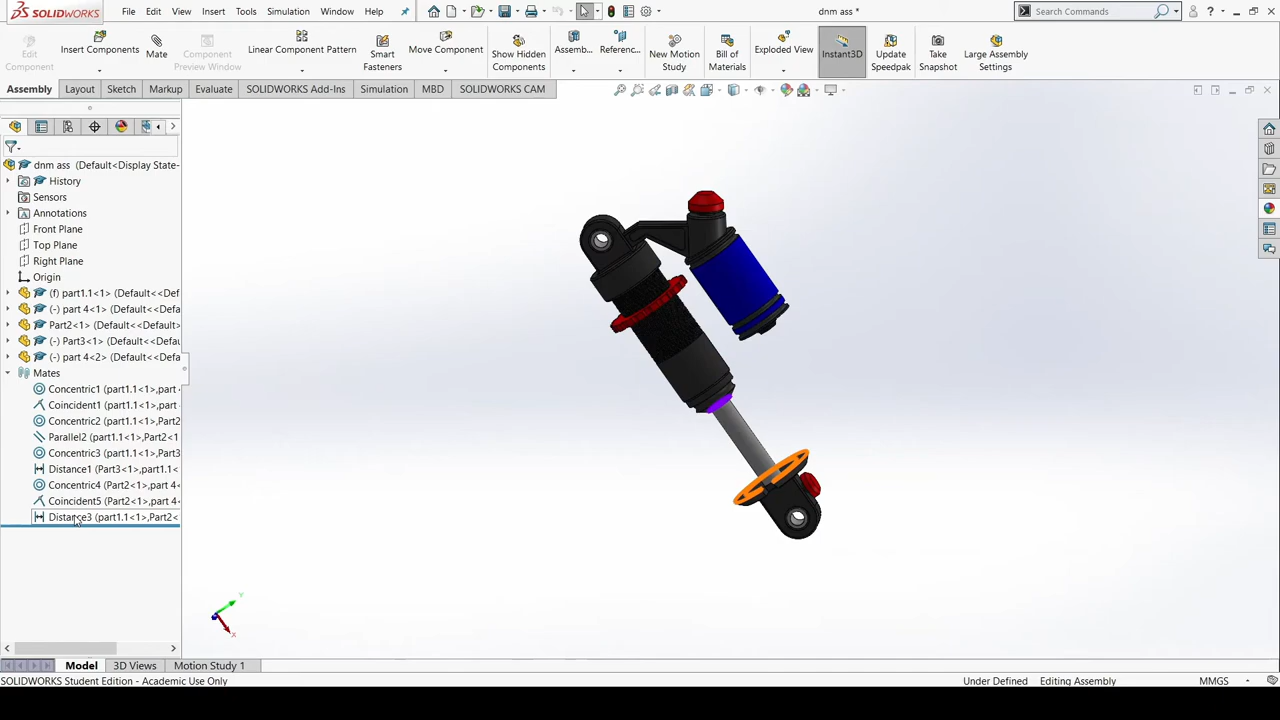 SOLIDWORKS File Edit View Insert Tools Simulation Window Help dnm ass * Search Commands
Edit Component Insert Components Mate Component Preview Window Linear Component Pattern Smart Fasteners Move Component Show Hidden Components Assemb... Referenc... New Motion Study Bill of Materials Exploded View Instant3D Update Speedpak Take Snapshot Large Assembly Settings
Assembly Layout Sketch Markup Evaluate SOLIDWORKS Add-Ins Simulation MBD SOLIDWORKS CAM
dnm ass (Default<Display State-
History
Sensors
Annotations
Front Plane
Top Plane
Right Plane
Origin
(f) part1.1<1> (Default<<Def
(-) part 4<1> (Default<<Defa
Part2<1> (Default<<Default>
(-) Part3<1> (Default<<Defau
(-) part 4<2> (Default<<Defa
Mates
Concentric1 (part1.1<1>,part
Coincident1 (part1.1<1>,part
Concentric2 (part1.1<1>,Part2
Parallel2 (part1.1<1>,Part2<1
Concentric3 (part1.1<1>,Part3
Distance1 (Part3<1>,part1.1<
Concentric4 (Part2<1>,part 4<
Coincident5 (Part2<1>,part 4<
Distance3 (part1.1<1>,Part2<
Y
X
Model 3D Views Motion Study 1
SOLIDWORKS Student Edition - Academic Use Only Under Defined Editing Assembly MMGS